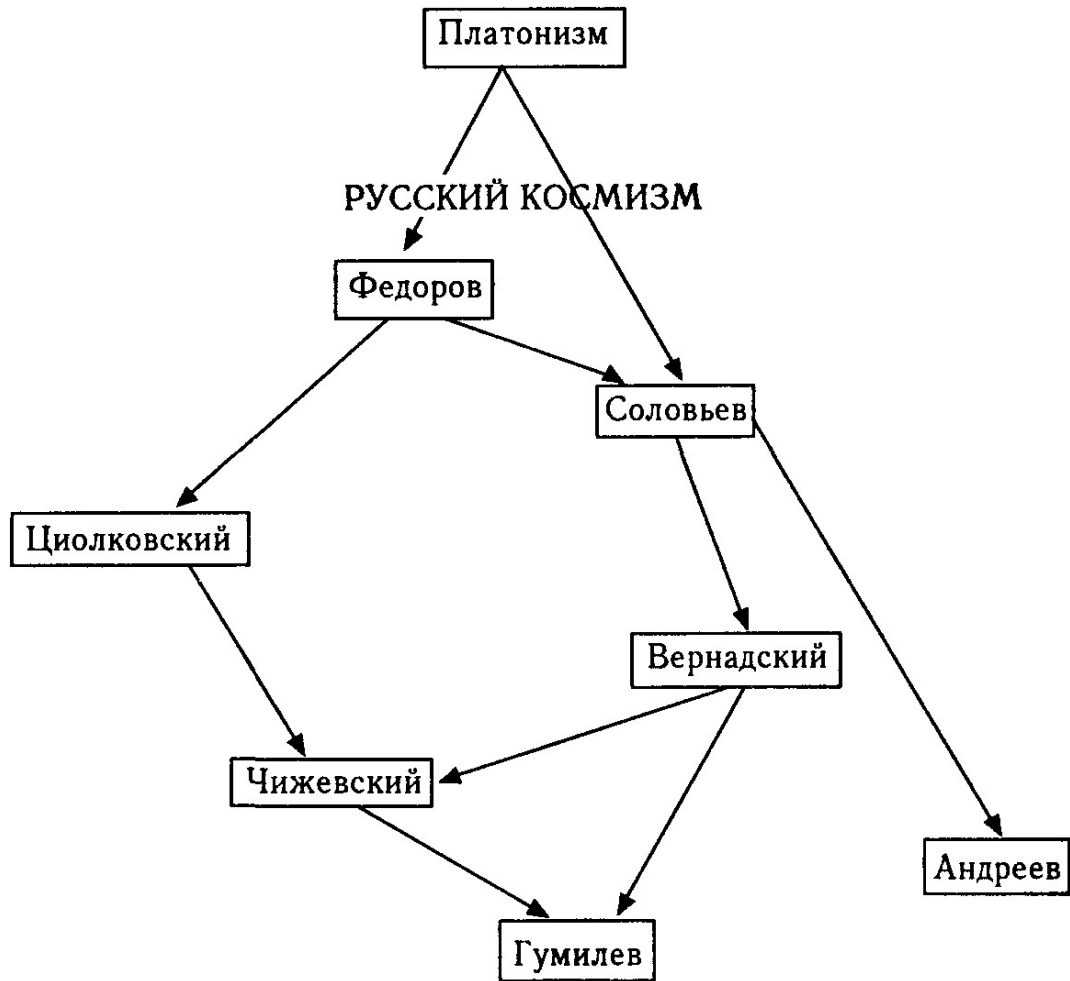 Платонизм
РУССКИЙ КОСМИЗМ
Федоров
Соловьев
Циолковский
Вернадский
Чижевский
Андреев
Гумилев